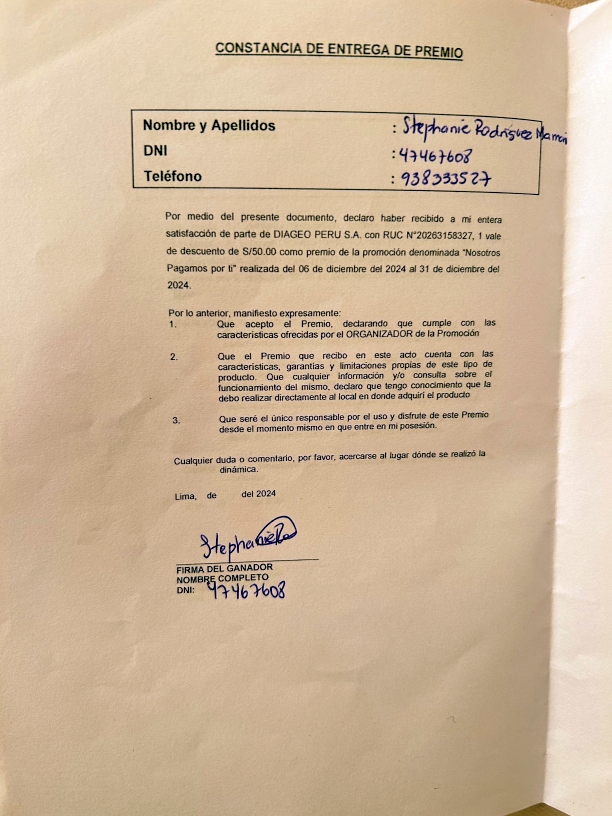 CONSTANCIA DE ENTREGA DE PREMIO
Nombre y Apellidos : Stephanie Rodríguez
DNI : 47467608
Teléfono : 938333527
Por medio del presente documento, declaro haber recibido a mi entera
satisfacción de parte de DIAGEO PERU S.A. con RUC N°20263158327, 1 vale
de descuento de S/50.00 como premio de la promoción denominada "Nosotros
Pagamos por ti" realizada del 06 de diciembre del 2024 al 31 de diciembre del
2024.
Por lo anterior, manifiesto expresamente:
1. Que acepto el Premio, declarando que cumple con las
características ofrecidas por el ORGANIZADOR de la Promoción
2. Que el Premio que recibo en este acto cuenta con las
características, garantías y limitaciones propias de este tipo de
producto. Que cualquier información y/o consulta sobre el
funcionamiento del mismo, declaro que tengo conocimiento que la
debo realizar directamente al local en donde adquirí el producto
3. Que seré el único responsable por el uso y disfrute de este Premio
desde el momento mismo en que entre en mi posesión.
Cualquier duda o comentario, por favor, acercarse al lugar dónde se realizó la
dinámica.
Lima, de del 2024
Stephanie
FIRMA DEL GANADOR
NOMBRE COMPLETO
DNI: 47467608